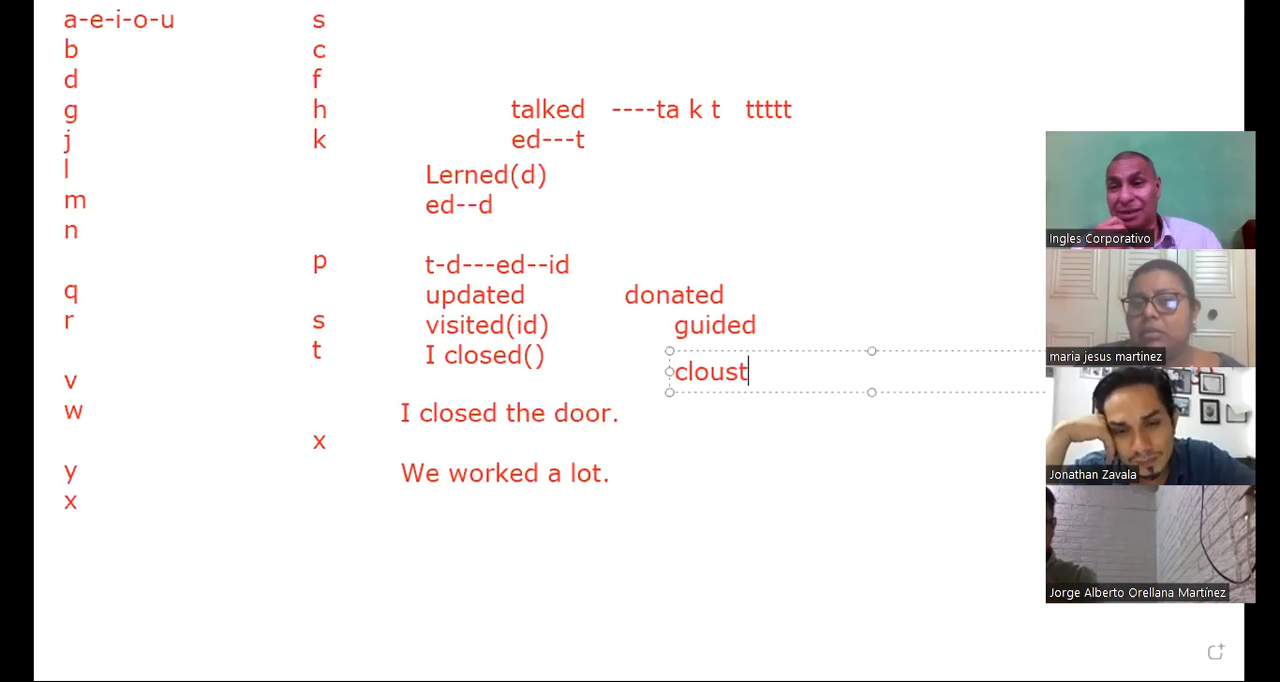 a-e-i-o-u s
b c
d f
g h talked ----ta k t ttttt
j k ed---t
l Lerned(d)
m ed--d
n
p t-d---ed--id
q updated donated
r s visited(id) guided
t I closed() cloust
v
w I closed the door.
x
y We worked a lot.
x
Ingles Corporativo
maria jesus martinez
Jonathan Zavala
Jorge Alberto Orellana Martínez